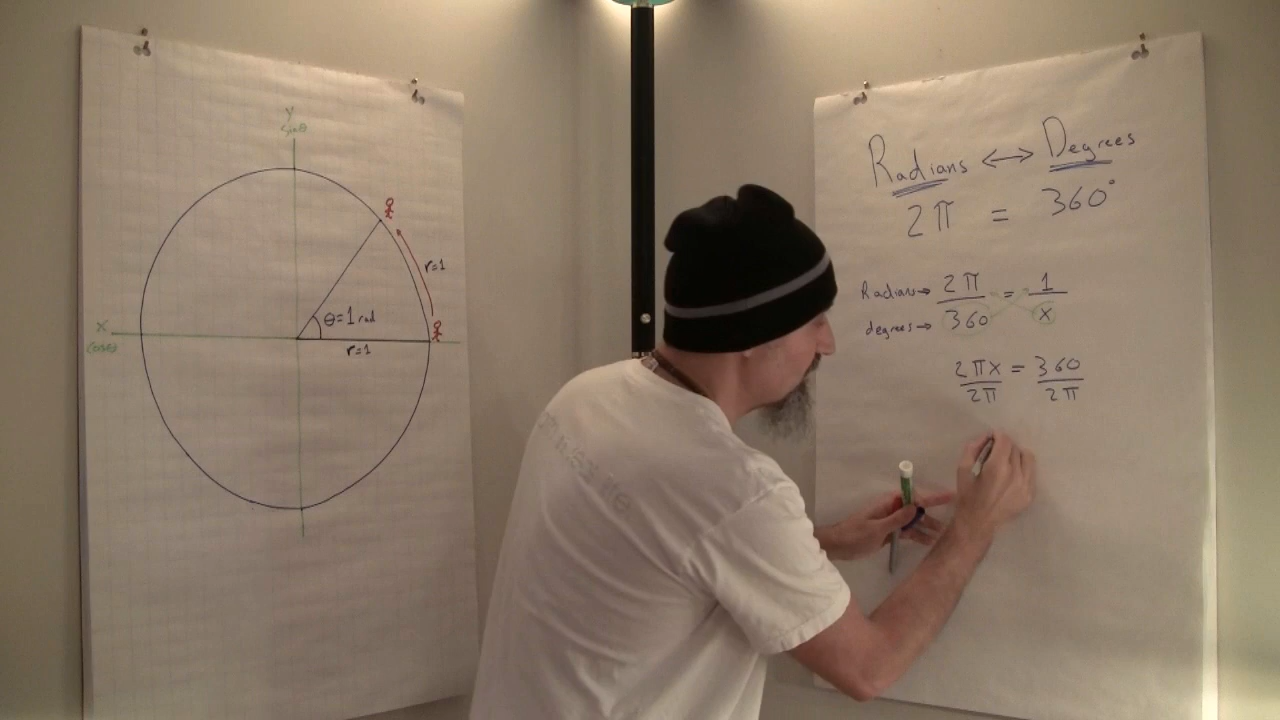 Y
sinθ
r=1
θ=1 rad
X
cosθ
r=1
Radians ↔ Degrees
2π = 360°
Radians→ 2π/360 = 1/x
degrees→
2πx/2π = 360/2π